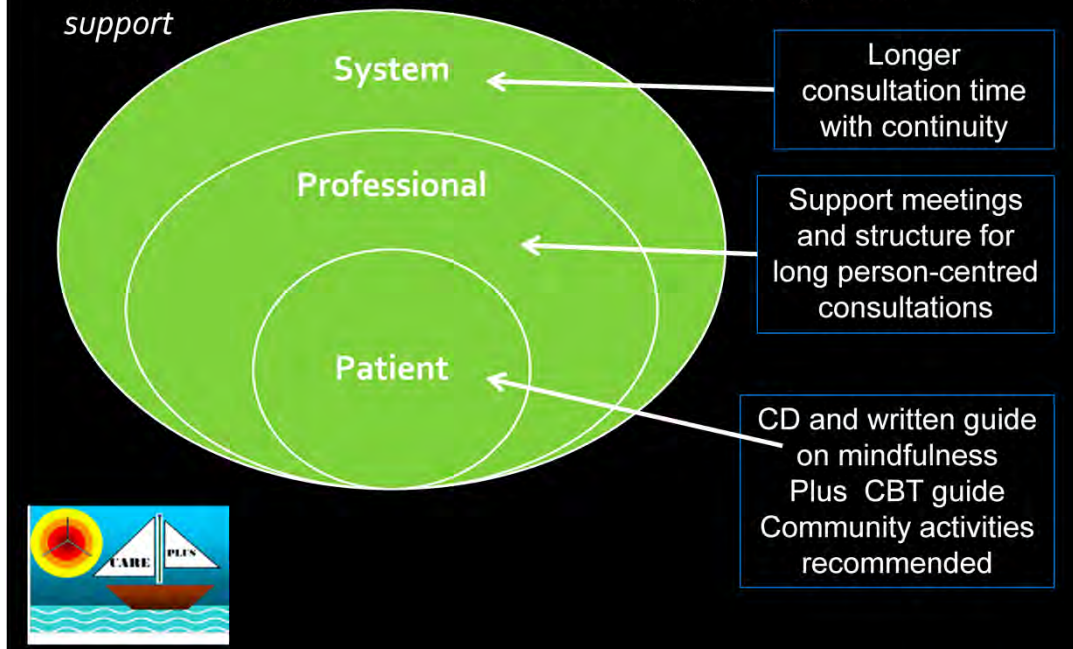 support
System
Longer
consultation time
with continuity
Professional
Support meetings
and structure for
long person-centred
consultations
Patient
CD and written guide
on mindfulness
Plus CBT guide
Community activities
recommended
CARE PLUS